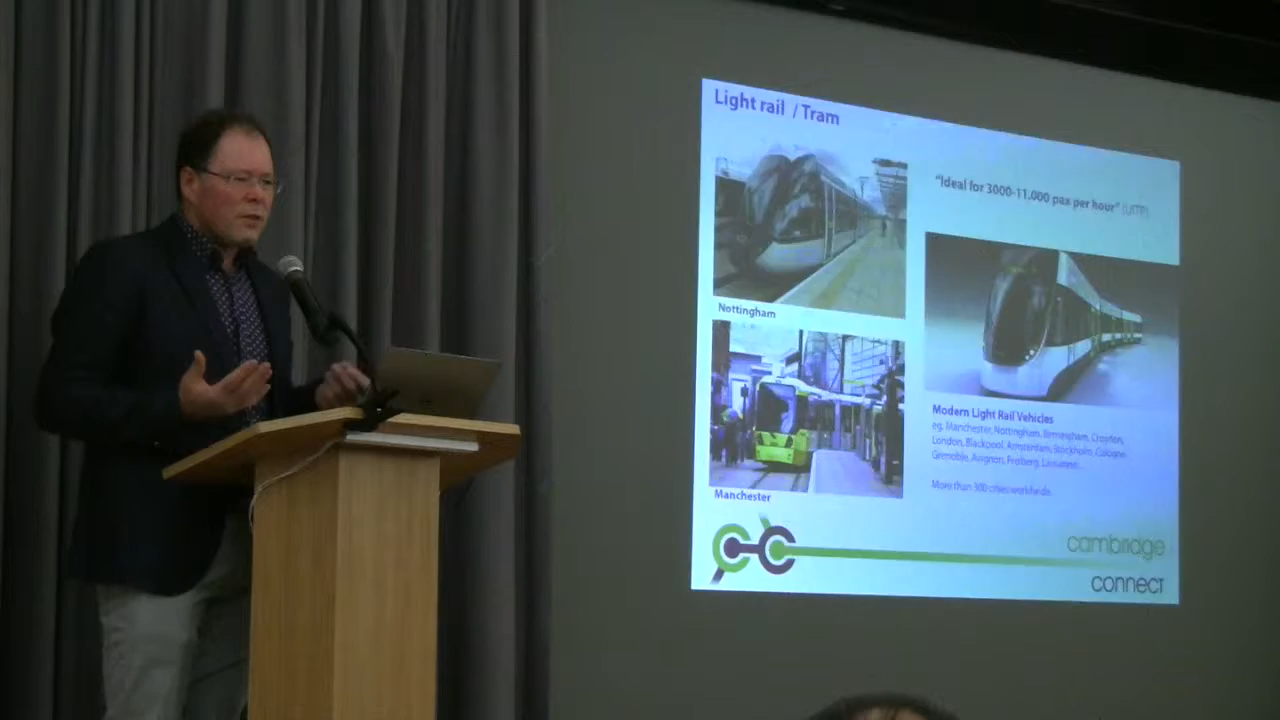 Light rail / Tram
"Ideal for 3000-11,000 pax per hour" (UITP)
Nottingham
Manchester
Modern Light Rail Vehicles
eg. Manchester, Nottingham, Birmingham, Croydon,
London, Blackpool, Amsterdam, Stockholm, Cologne,
Grenoble, Avignon, Freiberg, Lausanne...
More than 300 cities worldwide.
cambridge
connect